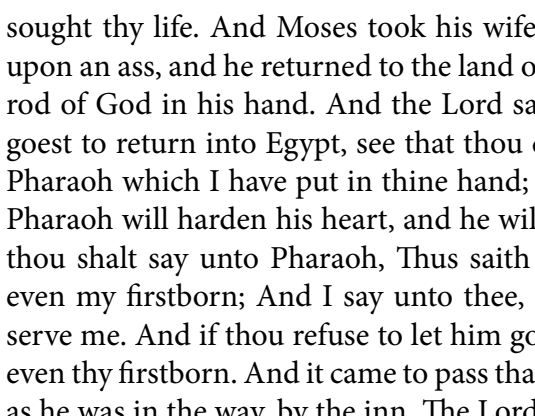 sought thy life. And Moses took his wife
upon an ass, and he returned to the land o
rod of God in his hand. And the Lord sa
goest to return into Egypt, see that thou
Pharaoh which I have put in thine hand;
Pharaoh will harden his heart, and he wil
thou shalt say unto Pharaoh, Thus saith
even my firstborn; And I say unto thee,
serve me. And if thou refuse to let him go
even thy firstborn. And it came to pass tha
as he was in the way, by the inn, The Lord